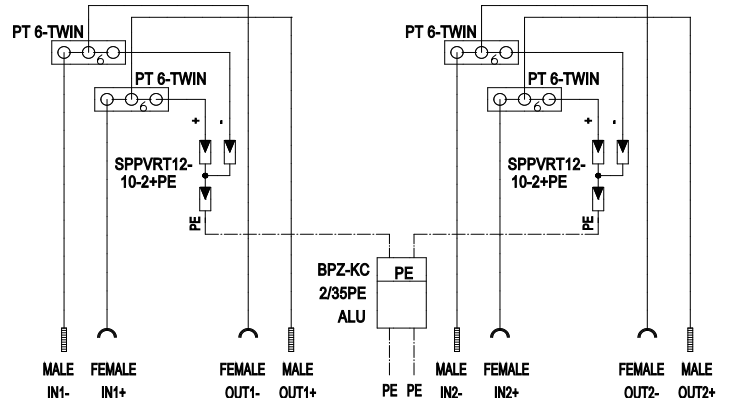 PT 6-TWIN
6
PT 6-TWIN
6
+ -
SPPVRT12-
10-2+PE
PE
PT 6-TWIN
6
PT 6-TWIN
6
+ -
SPPVRT12-
10-2+PE
PE
BPZ-KC
2/35PE
ALU
PE
MALE
IN1-
FEMALE
IN1+
FEMALE
OUT1-
MALE
OUT1+
PE PE
MALE
IN2-
FEMALE
IN2+
FEMALE
OUT2-
MALE
OUT2+